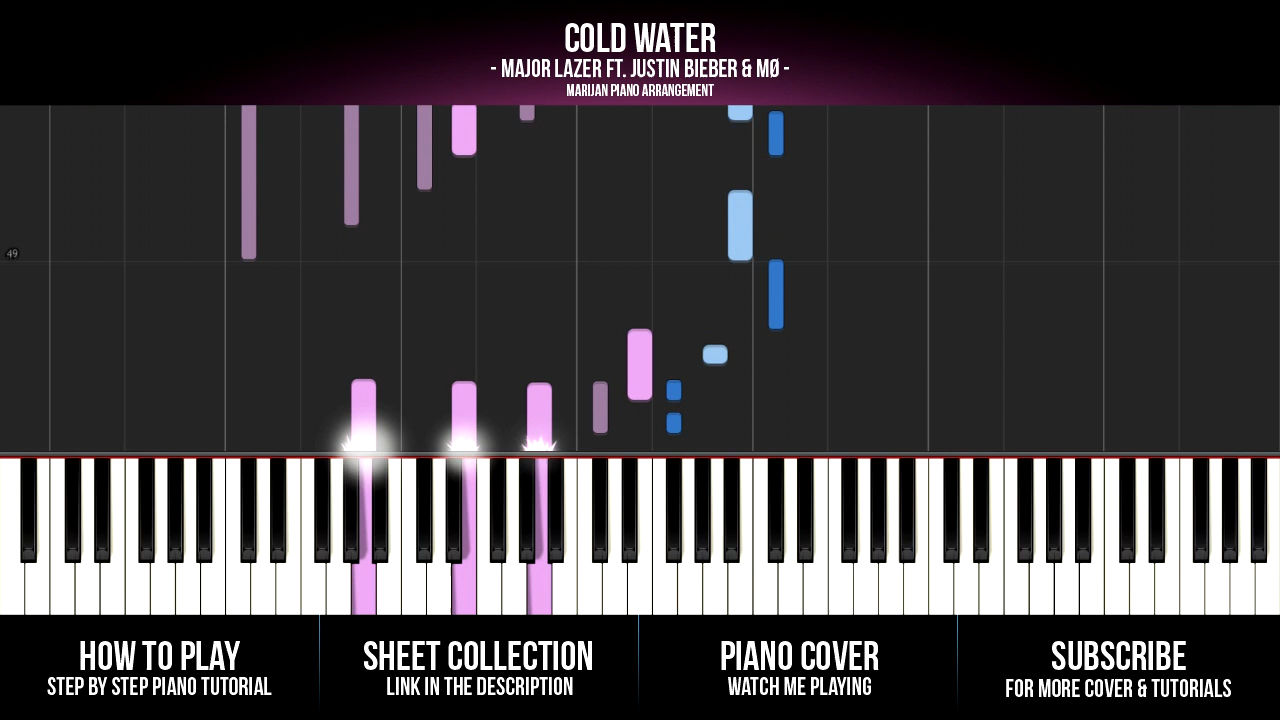 COLD WATER
- MAJOR LAZER FT. JUSTIN BIEBER & MØ -
MARIJAN PIANO ARRANGEMENT
49
HOW TO PLAY
STEP BY STEP PIANO TUTORIAL
SHEET COLLECTION
LINK IN THE DESCRIPTION
PIANO COVER
WATCH ME PLAYING
SUBSCRIBE
FOR MORE COVER & TUTORIALS